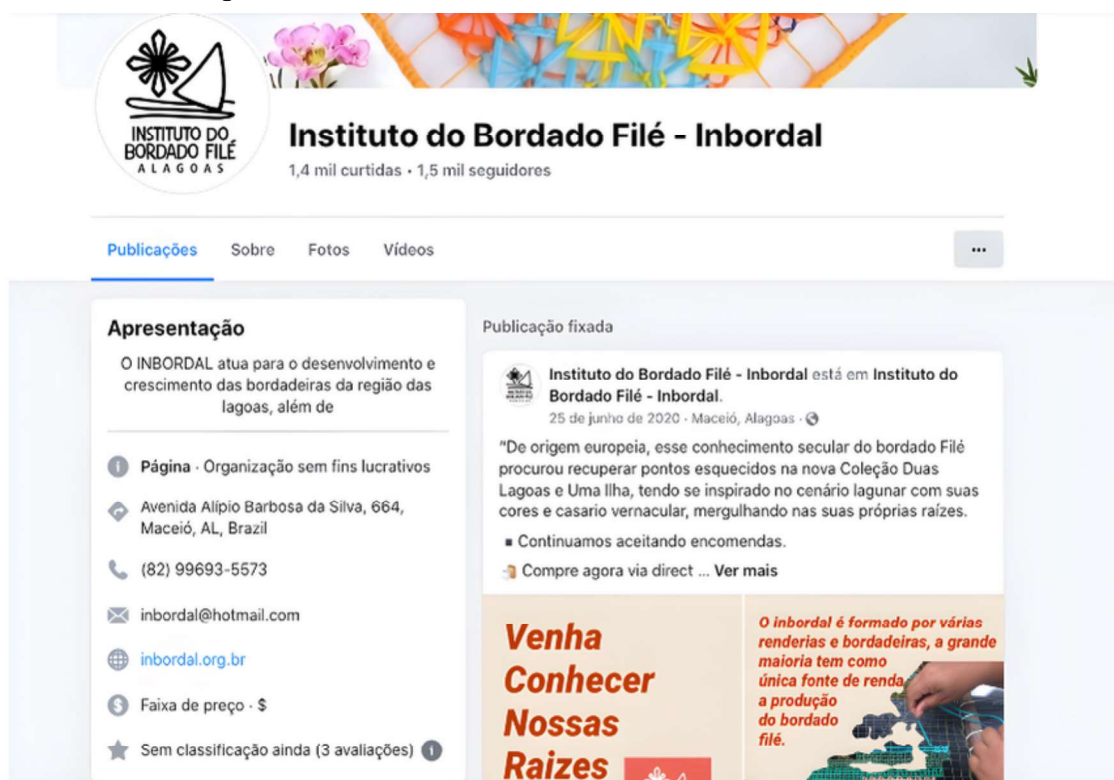 INSTITUTO DO
BORDADO FILÉ
ALAGOAS
Instituto do Bordado Filé - Inbordal
1,4 mil curtidas · 1,5 mil seguidores
Publicações Sobre Fotos Vídeos
...
Apresentação
O INBORDAL atua para o desenvolvimento e
crescimento das bordadeiras da região das
lagoas, além de
Página · Organização sem fins lucrativos
Avenida Alípio Barbosa da Silva, 664,
Maceió, AL, Brazil
(82) 99693-5573
inbordal@hotmail.com
inbordal.org.br
Faixa de preço · $
Sem classificação ainda (3 avaliações)
Publicação fixada
Instituto do Bordado Filé - Inbordal está em Instituto do
Bordado Filé - Inbordal.
25 de junho de 2020 · Maceió, Alagoas ·
"De origem europeia, esse conhecimento secular do bordado Filé
procurou recuperar pontos esquecidos na nova Coleção Duas
Lagoas e Uma Ilha, tendo se inspirado no cenário lagunar com suas
cores e casario vernacular, mergulhando nas suas próprias raízes.
▪ Continuamos aceitando encomendas.
Compre agora via direct ... Ver mais
Venha
Conhecer
Nossas
Raizes
O inbordal é formado por várias
renderias e bordadeiras, a grande
maioria tem como
única fonte de renda
a produção
do bordado
filé.